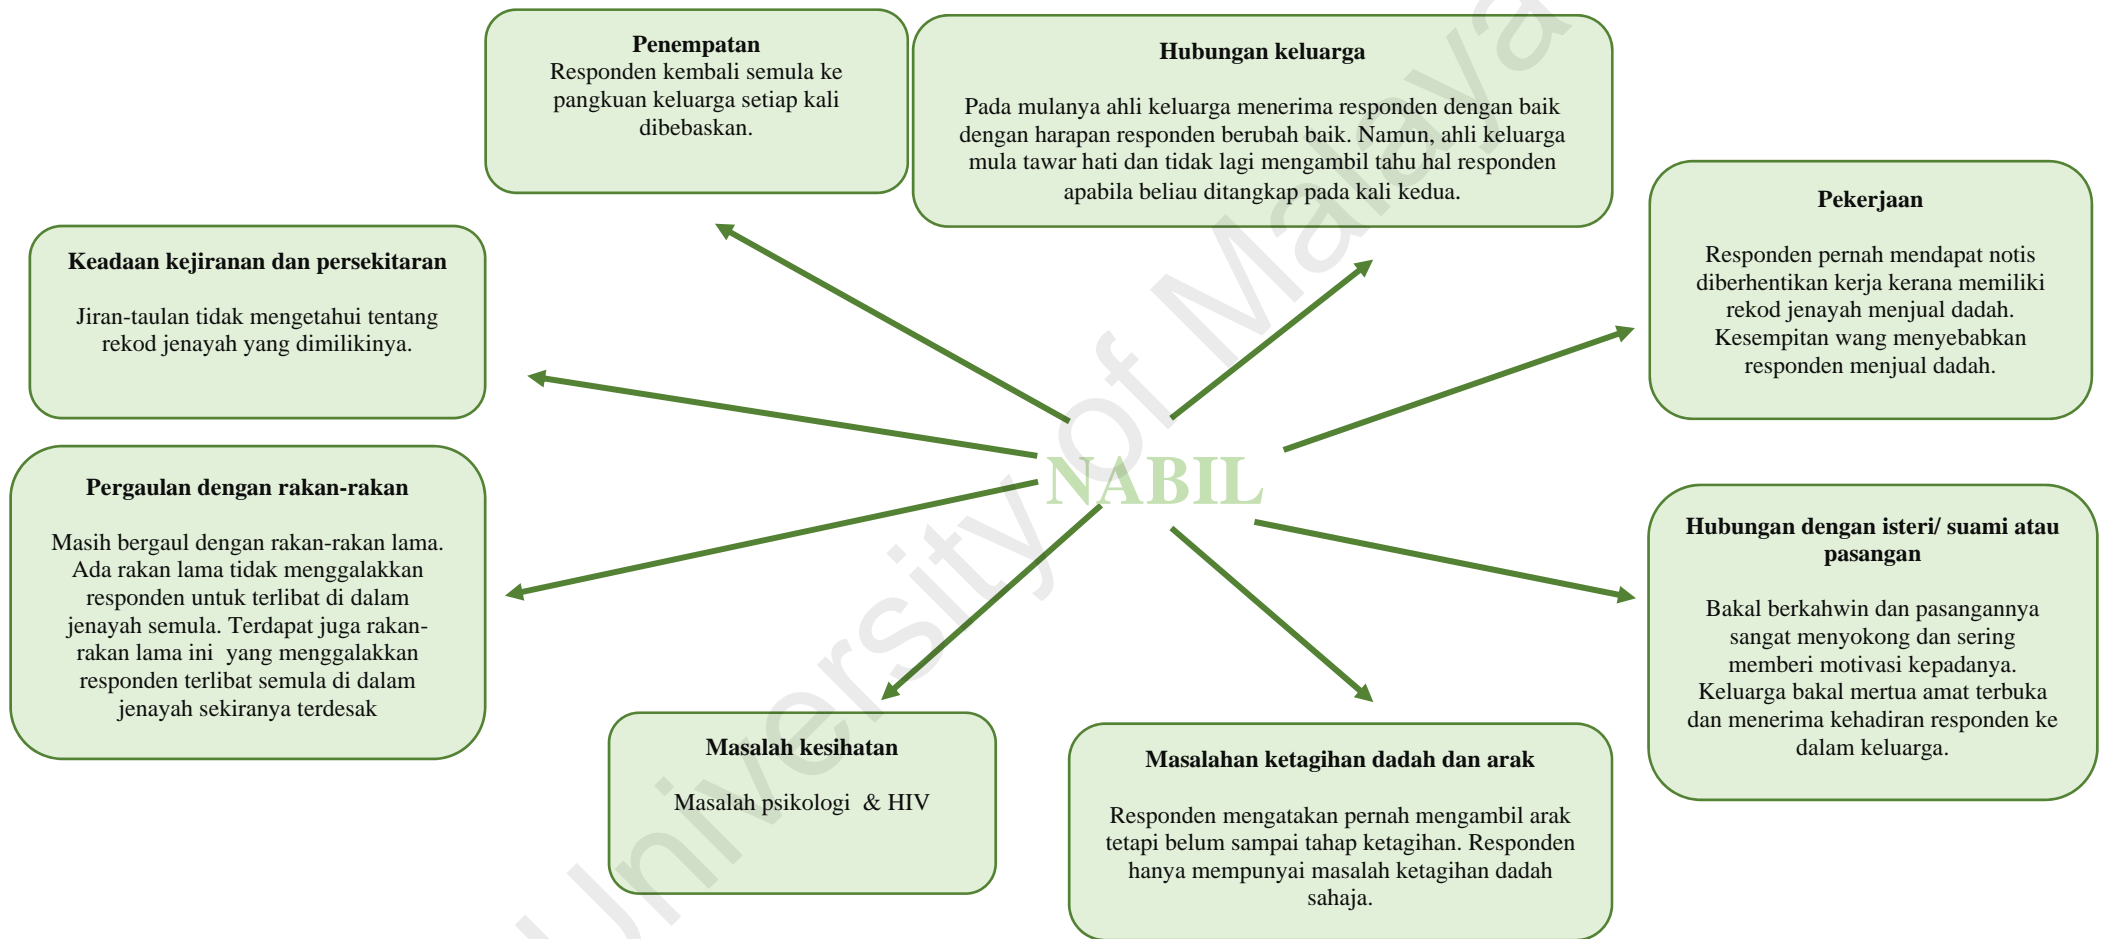 Penempatan
Responden kembali semula ke
pangkuan keluarga setiap kali
dibebaskan.
Hubungan keluarga
Pada mulanya ahli keluarga menerima responden dengan baik
dengan harapan responden berubah baik. Namun, ahli keluarga
mula tawar hati dan tidak lagi mengambil tahu hal responden
apabila beliau ditangkap pada kali kedua.
Pekerjaan
Responden pernah mendapat notis
diberhentikan kerja kerana memiliki
rekod jenayah menjual dadah.
Kesempitan wang menyebabkan
responden menjual dadah.
Keadaan kejiranan dan persekitaran
Jiran-taulan tidak mengetahui tentang
rekod jenayah yang dimilikinya.
NABIL
Pergaulan dengan rakan-rakan
Masih bergaul dengan rakan-rakan lama.
Ada rakan lama tidak menggalakkan
responden untuk terlibat di dalam
jenayah semula. Terdapat juga rakan-
rakan lama ini  yang menggalakkan
responden terlibat semula di dalam
jenayah sekiranya terdesak
Hubungan dengan isteri/ suami atau
pasangan
Bakal berkahwin dan pasangannya
sangat menyokong dan sering
memberi motivasi kepadanya.
Keluarga bakal mertua amat terbuka
dan menerima kehadiran responden ke
dalam keluarga.
Masalah kesihatan
Masalah psikologi  & HIV
Masalahan ketagihan dadah dan arak
Responden mengatakan pernah mengambil arak
tetapi belum sampai tahap ketagihan. Responden
hanya mempunyai masalah ketagihan dadah
sahaja.
University of Malaya